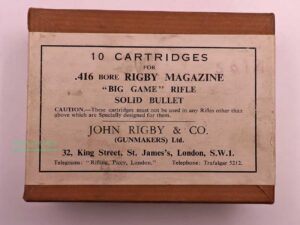 10 CARTRIDGES
FOR
.416 BORE RIGBY MAGAZINE
"BIG GAME" RIFLE
SOLID BULLET
CAUTION.—These cartridges must not be used in any Rifles other than
above which are Specially designed for them.
JOHN RIGBY & CO.
(GUNMAKERS) Ltd.
32, King Street, St. James's, London, S.W.1.
Telegrams: "Rifling, Piccy, London." Telephone: Trafalgar 5212.